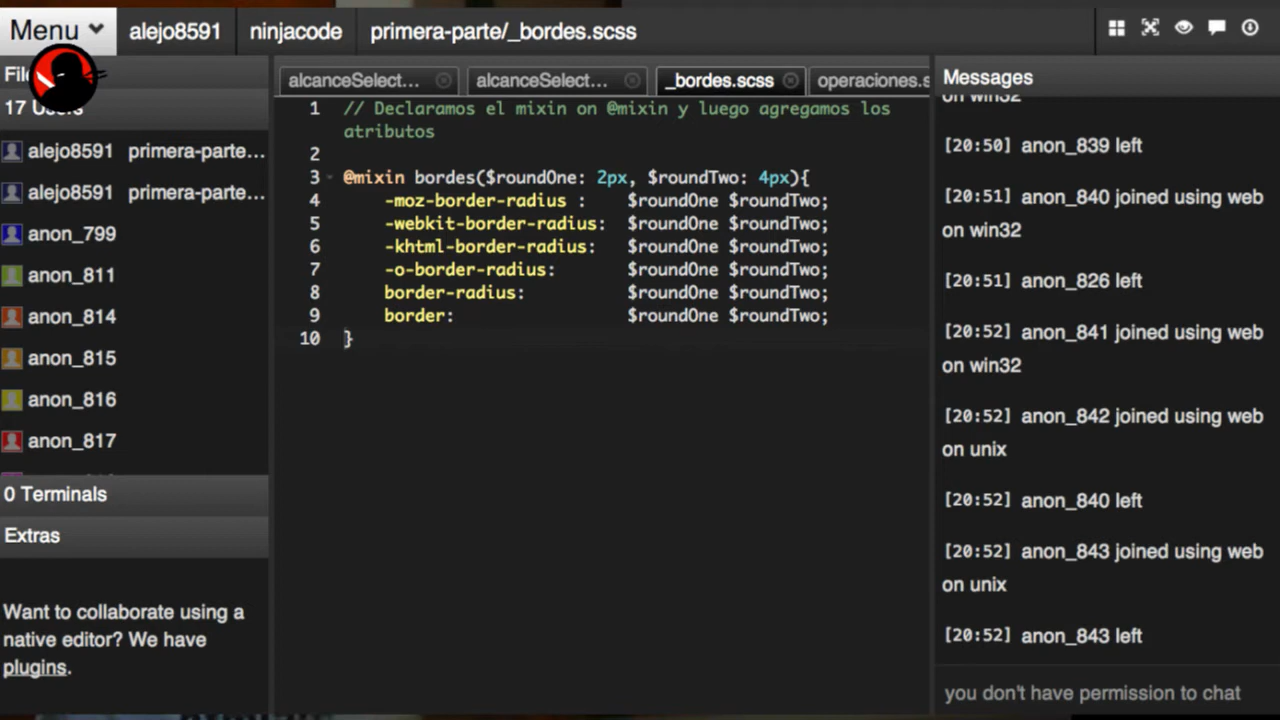 Menu alejo8591 ninjacode primera-parte/_bordes.scss
17 Users
alejo8591 primera-parte...
alejo8591 primera-parte...
anon_799
anon_811
anon_814
anon_815
anon_816
anon_817
0 Terminals
Extras
Want to collaborate using a
native editor? We have
plugins.
alcanceSelect... alcanceSelect... _bordes.scss operaciones.s
1 // Declaramos el mixin on @mixin y luego agregamos los
atributos
2
3 @mixin bordes($roundOne: 2px, $roundTwo: 4px){
4 -moz-border-radius : $roundOne $roundTwo;
5 -webkit-border-radius: $roundOne $roundTwo;
6 -khtml-border-radius: $roundOne $roundTwo;
7 -o-border-radius: $roundOne $roundTwo;
8 border-radius: $roundOne $roundTwo;
9 border: $roundOne $roundTwo;
10 }
Messages
on win32
[20:50] anon_839 left
[20:51] anon_840 joined using web
on win32
[20:51] anon_826 left
[20:52] anon_841 joined using web
on win32
[20:52] anon_842 joined using web
on unix
[20:52] anon_840 left
[20:52] anon_843 joined using web
on unix
[20:52] anon_843 left
you don't have permission to chat